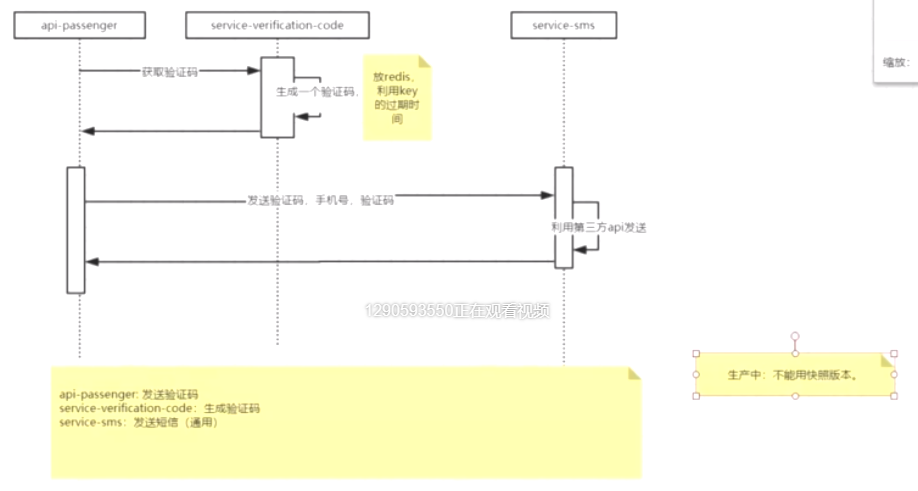 api-passenger
service-verification-code
service-sms
缩放：
获取验证码
生成一个验证码，
放redis，
利用key
的过期时
间
发送验证码，手机号、验证码
利用第三方api发送
1290593550正在观看视频
生产中：不能用快照版本。
api-passenger: 发送验证码
service-verification-code：生成验证码
service-sms：发送短信（通用）